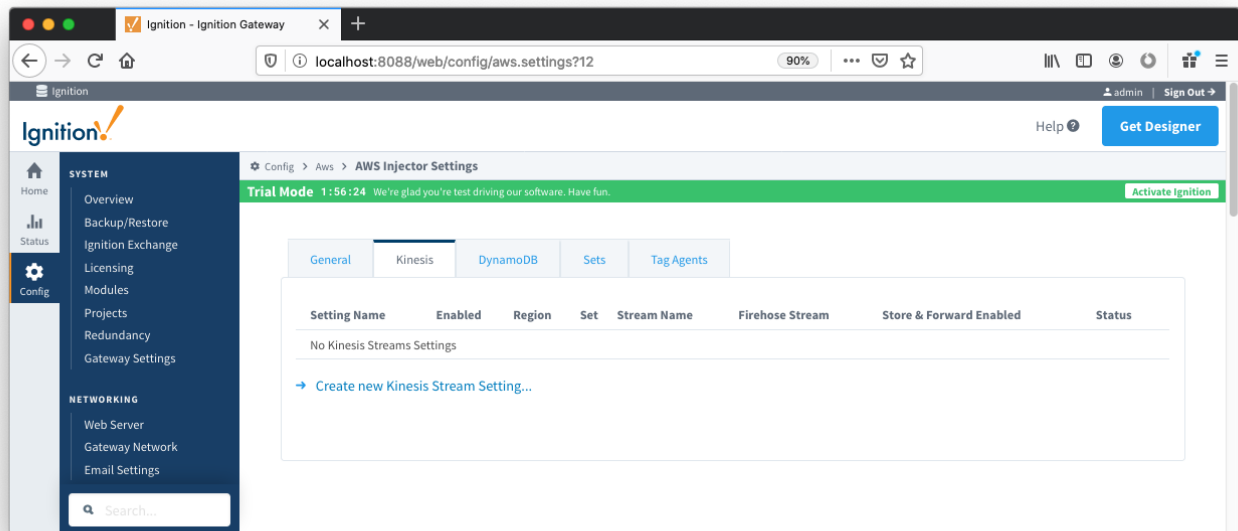 Ignition - Ignition Gateway
localhost:8088/web/config/aws.settings?12
90%
Ignition
admin | Sign Out
Ignition!
Help
Get Designer
Home
Status
Config
SYSTEM
Overview
Backup/Restore
Ignition Exchange
Licensing
Modules
Projects
Redundancy
Gateway Settings
NETWORKING
Web Server
Gateway Network
Email Settings
Search...
Config > Aws > AWS Injector Settings
Trial Mode 1:56:24 We're glad you're test driving our software. Have fun.
Activate Ignition
General Kinesis DynamoDB Sets Tag Agents
Setting Name Enabled Region Set Stream Name Firehose Stream Store & Forward Enabled Status
No Kinesis Streams Settings
Create new Kinesis Stream Setting...